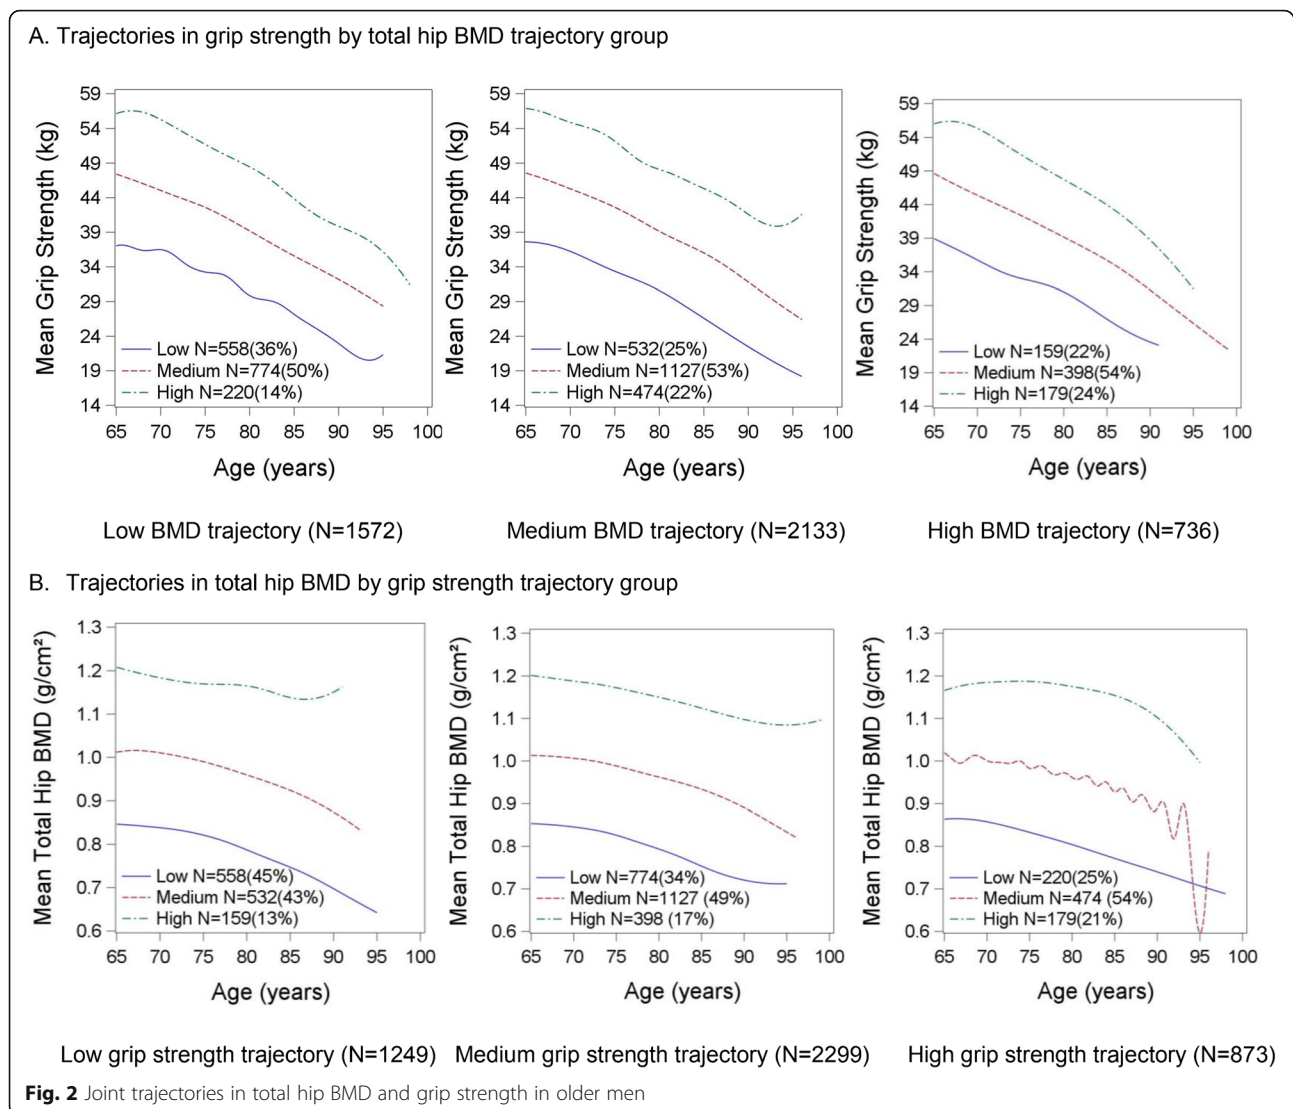 A. Trajectories in grip strength by total hip BMD trajectory group
Mean Grip Strength (kg)
59
54
49
44
39
34
29
24
19
14
Low N=558(36%)
Medium N=774(50%)
High N=220(14%)
65 70 75 80 85 90 95 100
Age (years)
Low BMD trajectory (N=1572)
Mean Grip Strength (kg)
59
54
49
44
39
34
29
24
19
14
Low N=532(25%)
Medium N=1127(53%)
High N=474(22%)
65 70 75 80 85 90 95 100
Age (years)
Medium BMD trajectory (N=2133)
Mean Grip Strength (kg)
59
54
49
44
39
34
29
24
19
14
Low N=159(22%)
Medium N=398(54%)
High N=179(24%)
65 70 75 80 85 90 95 100
Age (years)
High BMD trajectory (N=736)
B. Trajectories in total hip BMD by grip strength trajectory group
Mean Total Hip BMD (g/cm²)
1.3
1.2
1.1
1.0
0.9
0.8
0.7
0.6
Low N=558(45%)
Medium N=532(43%)
High N=159(13%)
65 70 75 80 85 90 95 100
Age (years)
Low grip strength trajectory (N=1249)
Mean Total Hip BMD (g/cm²)
1.3
1.2
1.1
1.0
0.9
0.8
0.7
0.6
Low N=774(34%)
Medium N=1127 (49%)
High N=398 (17%)
65 70 75 80 85 90 95 100
Age (years)
Medium grip strength trajectory (N=2299)
Mean Total Hip BMD (g/cm²)
1.3
1.2
1.1
1.0
0.9
0.8
0.7
0.6
Low N=220(25%)
Medium N=474 (54%)
High N=179(21%)
65 70 75 80 85 90 95 100
Age (years)
High grip strength trajectory (N=873)
Fig. 2 Joint trajectories in total hip BMD and grip strength in older men